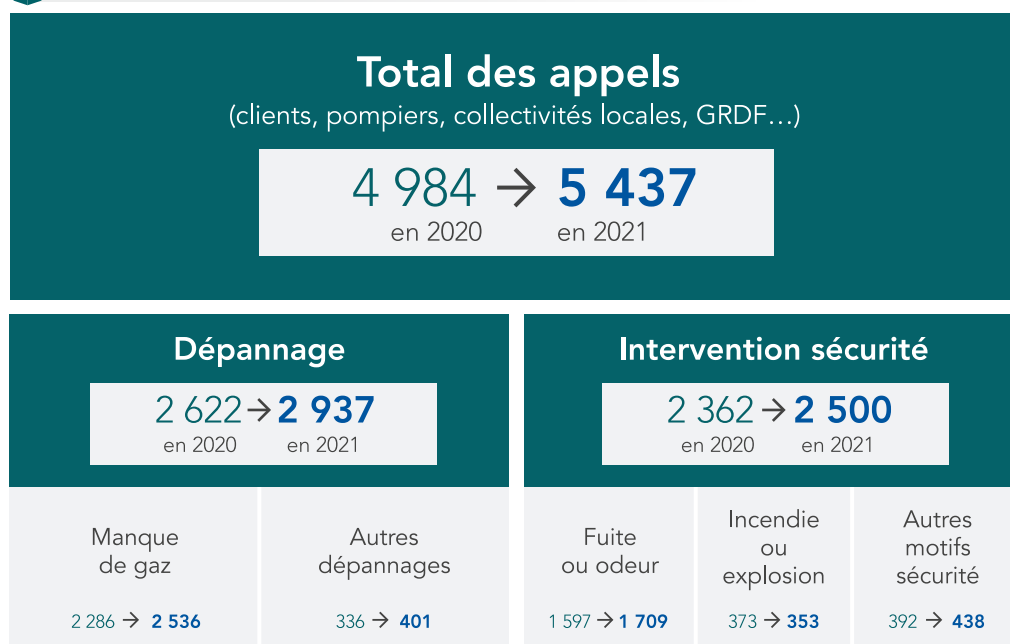 Total des appels
(clients, pompiers, collectivités locales, GRDF...)
4 984 → 5 437
en 2020 en 2021
Dépannage
2 622 → 2 937
en 2020 en 2021
Manque
de gaz
2 286 → 2 536
Autres
dépannages
336 → 401
Intervention sécurité
2 362 → 2 500
en 2020 en 2021
Fuite
ou odeur
1 597 → 1 709
Incendie
ou
explosion
373 → 353
Autres
motifs
sécurité
392 → 438